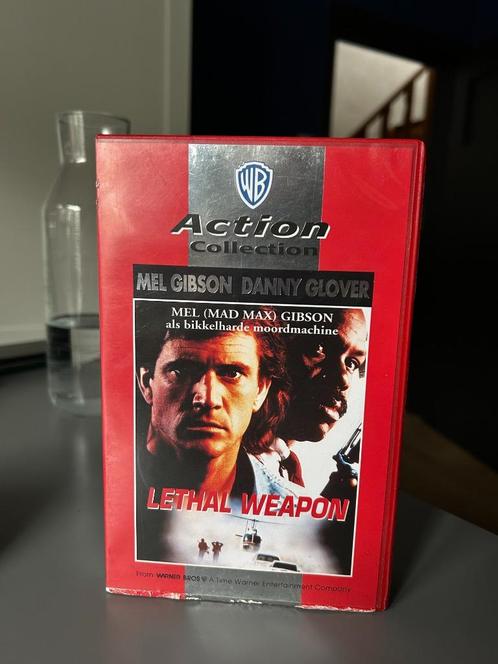 WB
Action
Collection
MEL GIBSON DANNY GLOVER
MEL (MAD MAX) GIBSON
als bikkelharde moordmachine
LETHAL WEAPON
From WARNER BROS A Time Warner Entertainment Company